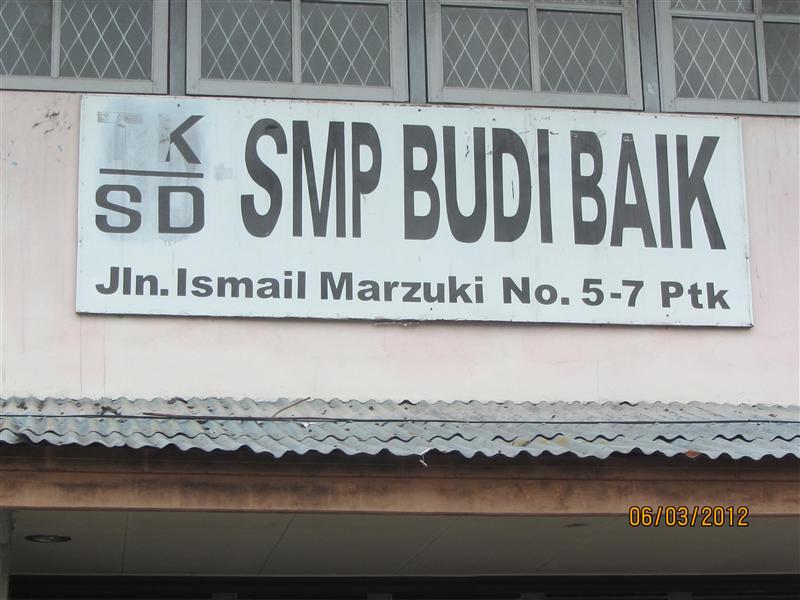 TK
SD
SMP BUDI BAIK
Jln. Ismail Marzuki No. 5-7 Ptk
06/03/2012